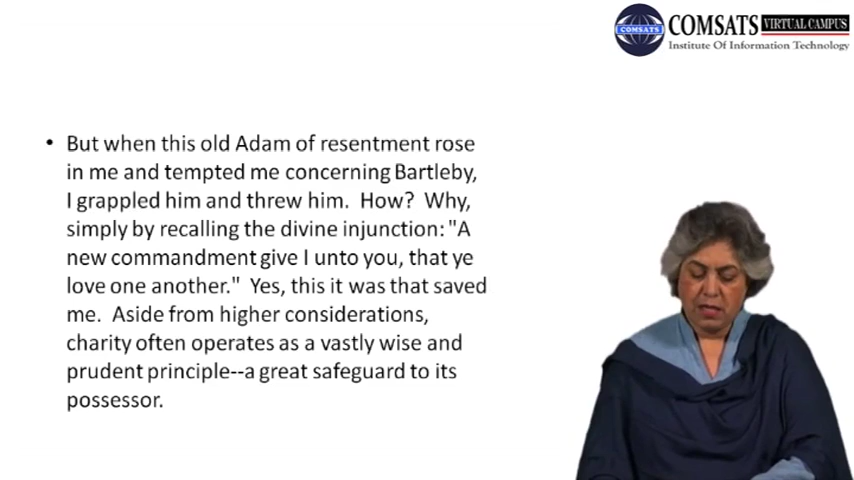 COMSATS
COMSATS VIRTUAL CAMPUS
Institute Of Information Technology
• But when this old Adam of resentment rose
in me and tempted me concerning Bartleby,
I grappled him and threw him.  How?  Why,
simply by recalling the divine injunction: "A
new commandment give I unto you, that ye
love one another."  Yes, this it was that saved
me.  Aside from higher considerations,
charity often operates as a vastly wise and
prudent principle--a great safeguard to its
possessor.